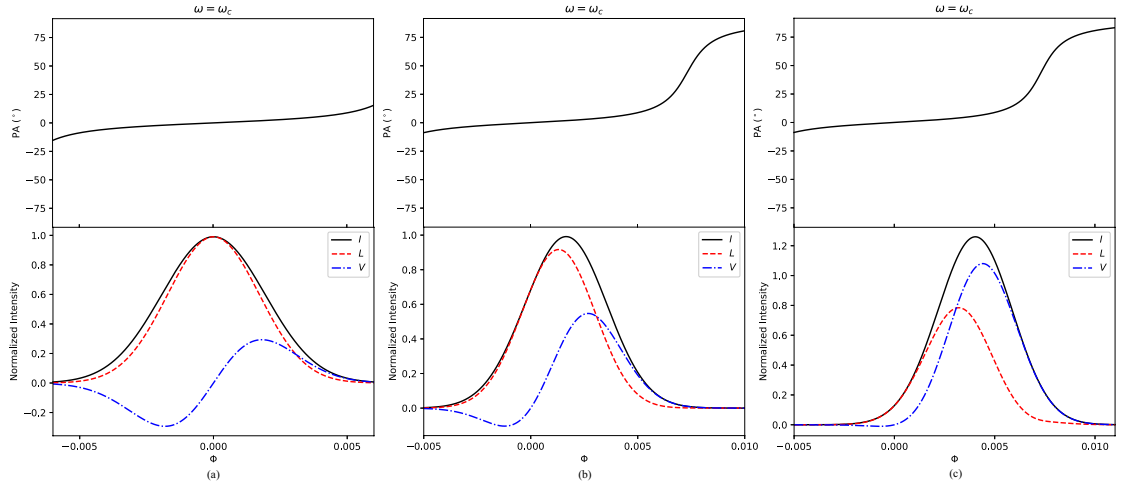 ω = ω_c
ω = ω_c
ω = ω_c
75
50
25
0
−25
−50
−75
PA (°)
75
50
25
0
−25
−50
−75
PA (°)
75
50
25
0
−25
−50
−75
PA (°)
1.0
0.8
0.6
0.4
0.2
0.0
−0.2
Normalized Intensity
I
L
V
−0.005
0.000
0.005
Φ
(a)
1.0
0.8
0.6
0.4
0.2
0.0
Normalized Intensity
I
L
V
−0.005
0.000
0.005
0.010
Φ
(b)
1.2
1.0
0.8
0.6
0.4
0.2
0.0
Normalized Intensity
I
L
V
−0.005
0.000
0.005
0.010
Φ
(c)